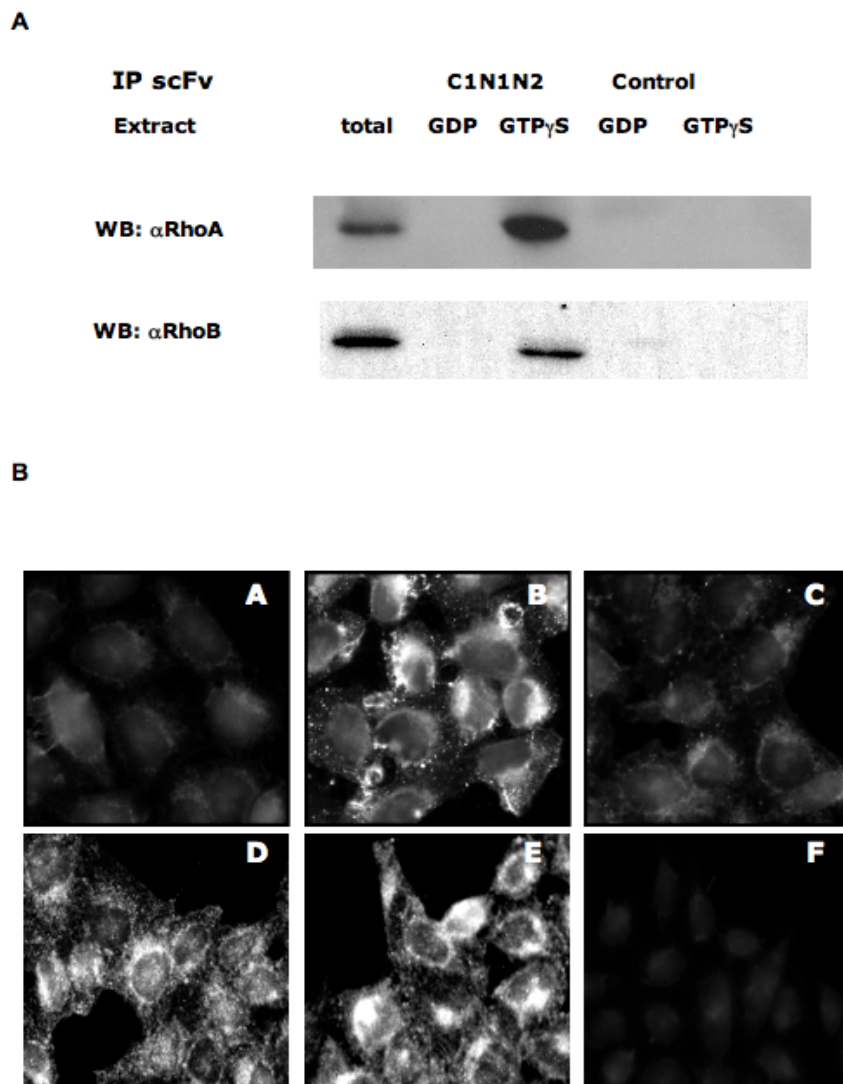 A
IP scFv C1N1N2 Control
Extract total GDP GTPγS GDP GTPγS
WB: αRhoA
WB: αRhoB
B
A B C
D E F